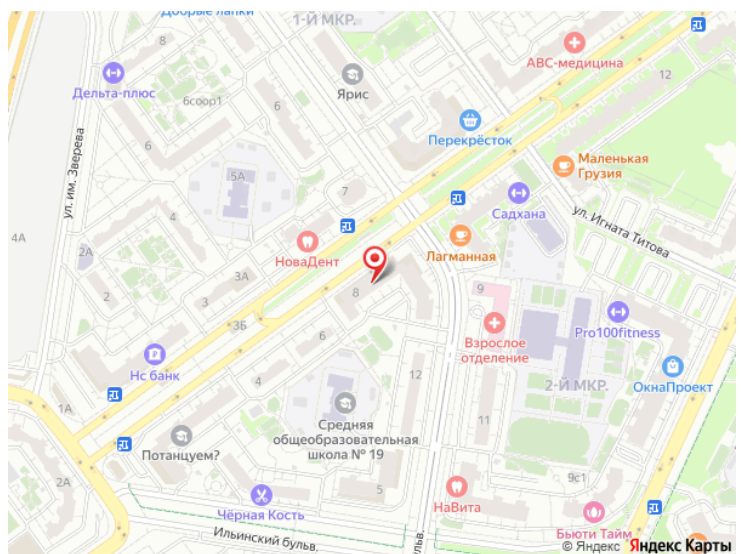 Добрые лапки
1-Й МКР.
АВС-медицина
8
6соор1
Дельта-плюс
Ярис
12
6
6
4
Перекрёсток
ул. им. Зверева
Маленькая
Грузия
5А
7
Садхана
ул. Игната Титова
4А
2А
НоваДент
Лагманная
3А
8
9
3
3Б
Pro100fitness
6
Взрослое
отделение
Нс банк
12
ОкнаПроект
4
2-Й МКР.
1А
Средняя
общеобразовательная
школа № 19
11
2
Потанцуем?
5
9с1
НаВита
Чёрная Кость
Бьюти Тайм
Ильинский бульв.
бульв.
© Яндекс Яндекс Карты